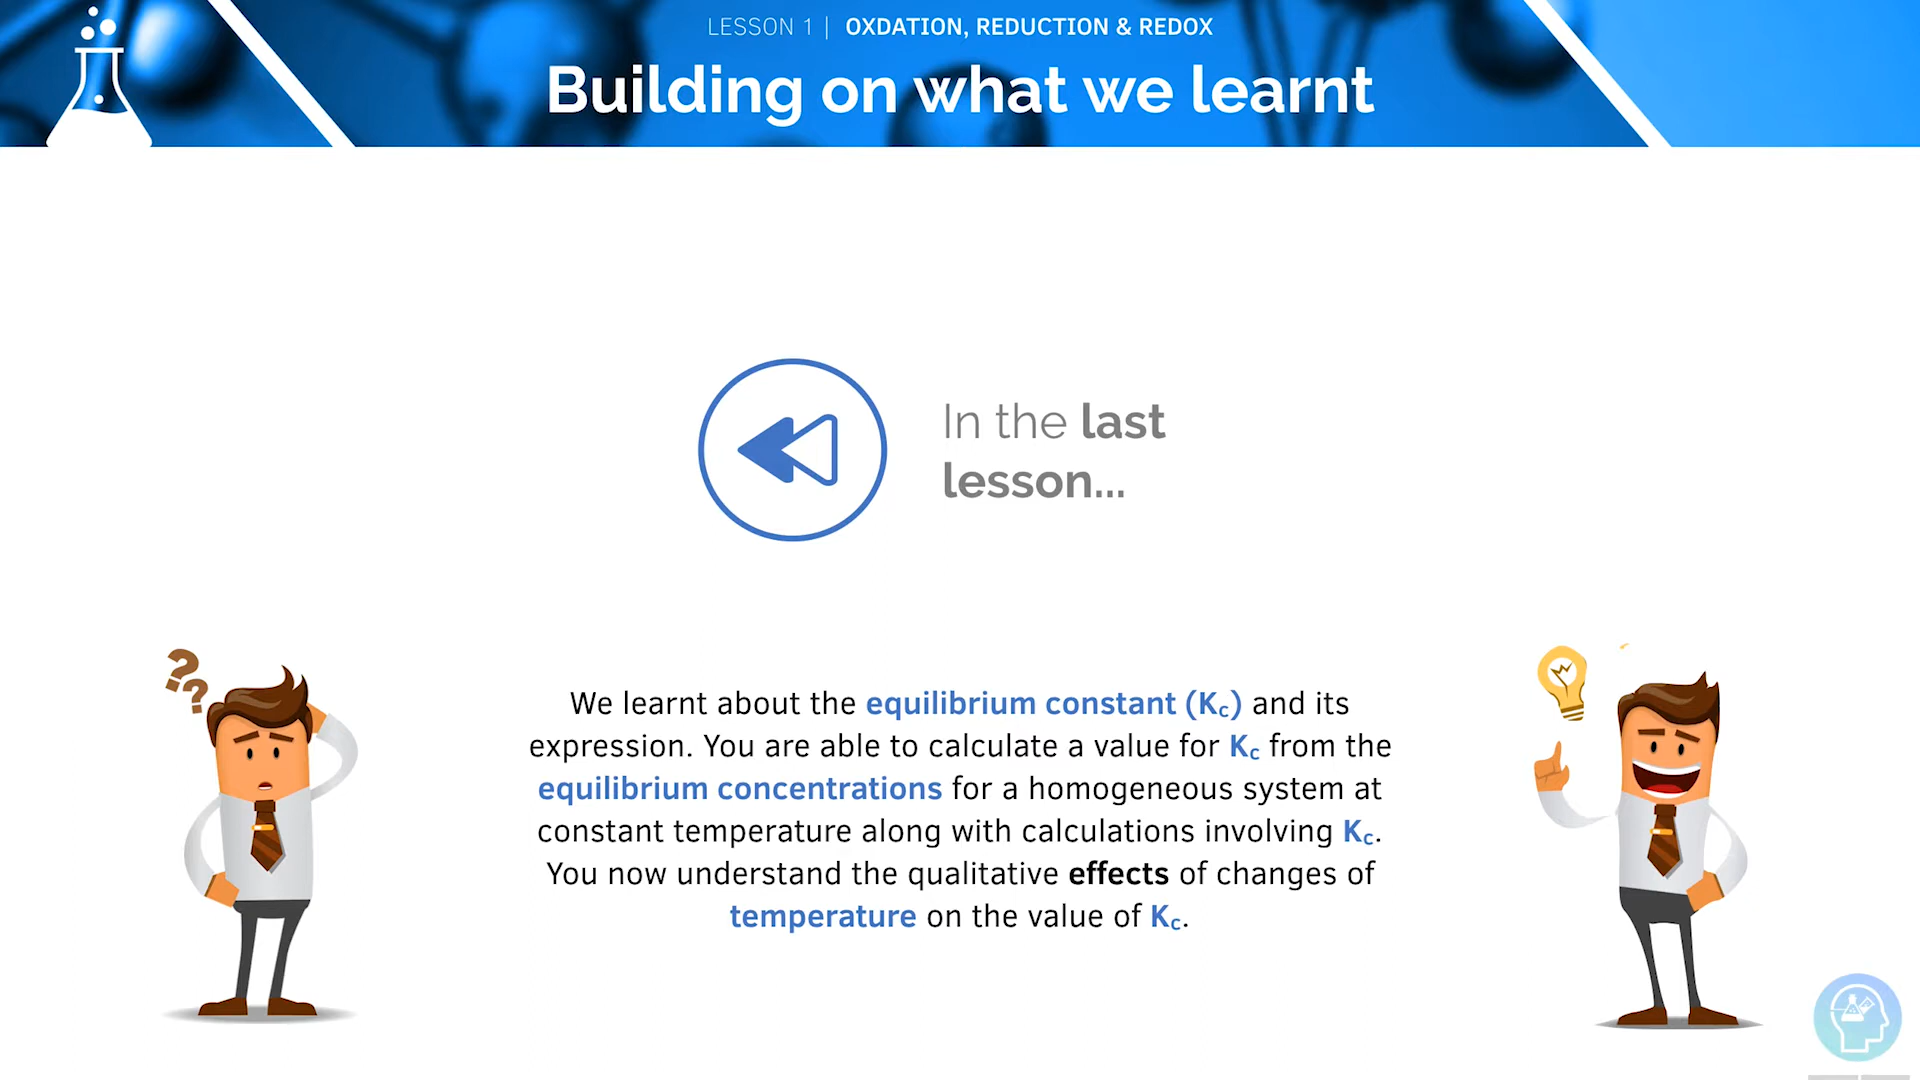 LESSON 1 | OXDATION, REDUCTION & REDOX
Building on what we learnt
In the last
lesson...
??
We learnt about the equilibrium constant (Kc) and its
expression. You are able to calculate a value for Kc from the
equilibrium concentrations for a homogeneous system at
constant temperature along with calculations involving Kc.
You now understand the qualitative effects of changes of
temperature on the value of Kc.